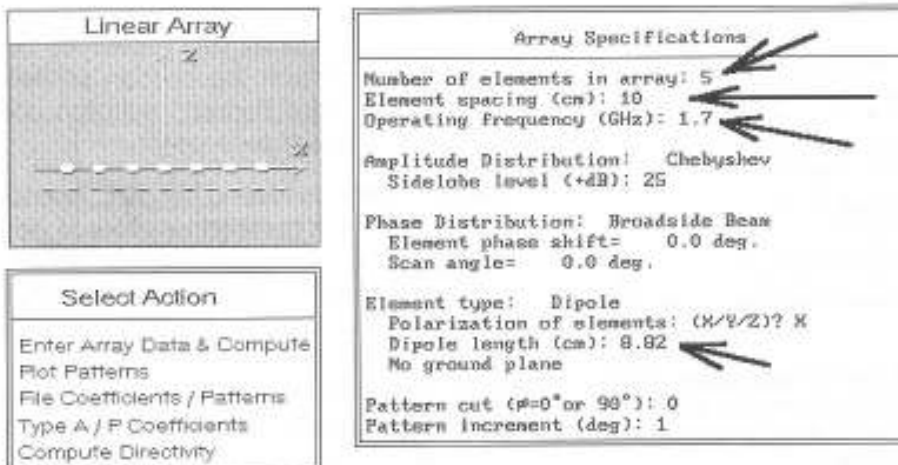 Linear Array
Z
X
Select Action
Enter Array Data & Compute
Plot Patterns
File Coefficients / Patterns
Type A / P Coefficients
Compute Directivity
Array Specifications
Number of elements in array: 5
Element spacing (cm): 10
Operating frequency (GHz): 1.7
Amplitude Distribution: Chebyshev
Sidelobe level (+dB): 25
Phase Distribution: Broadside Beam
Element phase shift= 0.0 deg.
Scan angle= 0.0 deg.
Element type: Dipole
Polarization of elements: (X/Y/Z)? X
Dipole length (cm): 8.82
No ground plane
Pattern cut (ø=0°or 90°): 0
Pattern increment (deg): 1